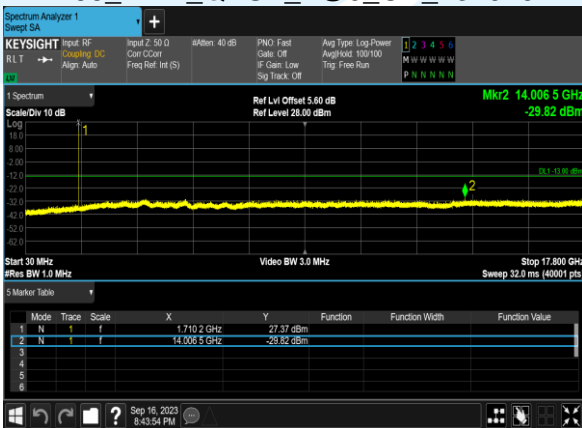 Spectrum Analyzer 1
Swept SA
+
KEYSIGHT Input: RF Input Z: 50 Ω #Atten: 40 dB PNO: Fast Avg Type: Log-Power 1 2 3 4 5 6
RLT Coupling: DC Corr CCorr Gate: Off Avg|Hold: 100/100 M W W W W W
Align: Auto Freq Ref: Int (S) IF Gain: Low Trig: Free Run
Sig Track: Off P N N N N N
LW
1 Spectrum
Ref Lvl Offset 5.60 dB Mkr2 14.006 5 GHz
Scale/Div 10 dB Ref Level 28.00 dBm -29.82 dBm
Log
1
18.0
8.00
-2.00
-12.0 DL1 -13.00 dBm
-22.0 2
-32.0
-42.0
-52.0
-62.0
Start 30 MHz Video BW 3.0 MHz Stop 17.800 GHz
#Res BW 1.0 MHz Sweep 32.0 ms (40001 pts
5 Marker Table
Mode Trace Scale X Y Function Function Width Function Value
1 N 1 f 1.710 2 GHz 27.37 dBm
2 N 1 f 14.006 5 GHz -29.82 dBm
3
4
5
6
? Sep 16, 2023
8:43:54 PM